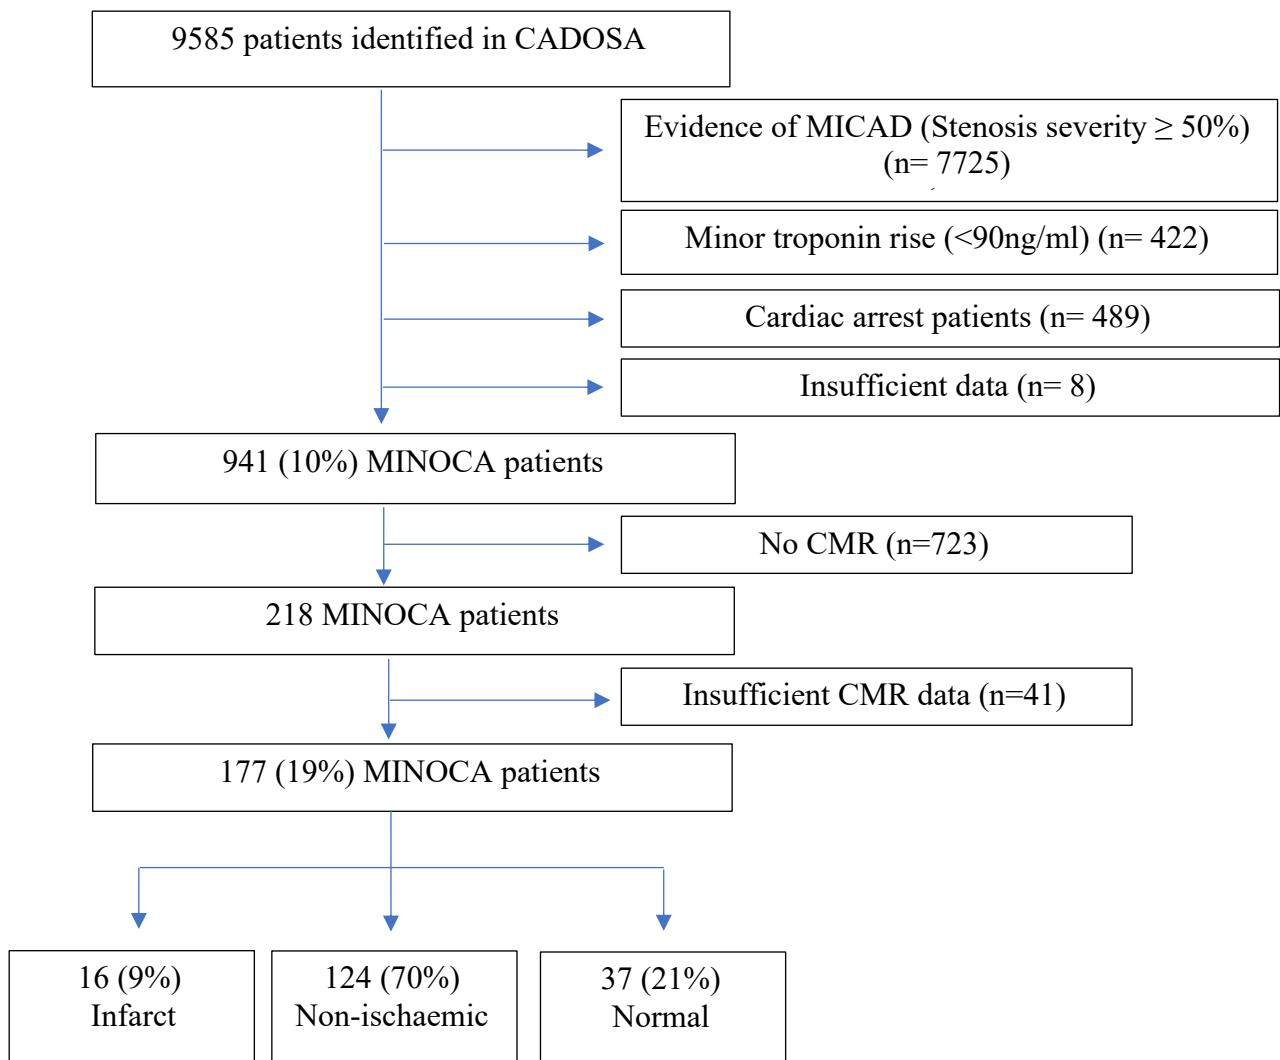 9585 patients identified in CADOSA
Evidence of MICAD (Stenosis severity ≥ 50%)
(n= 7725)
Minor troponin rise (<90ng/ml) (n= 422)
Cardiac arrest patients (n= 489)
Insufficient data (n= 8)
941 (10%) MINOCA patients
No CMR (n=723)
218 MINOCA patients
Insufficient CMR data (n=41)
177 (19%) MINOCA patients
16 (9%)
Infarct
124 (70%)
Non-ischaemic
37 (21%)
Normal